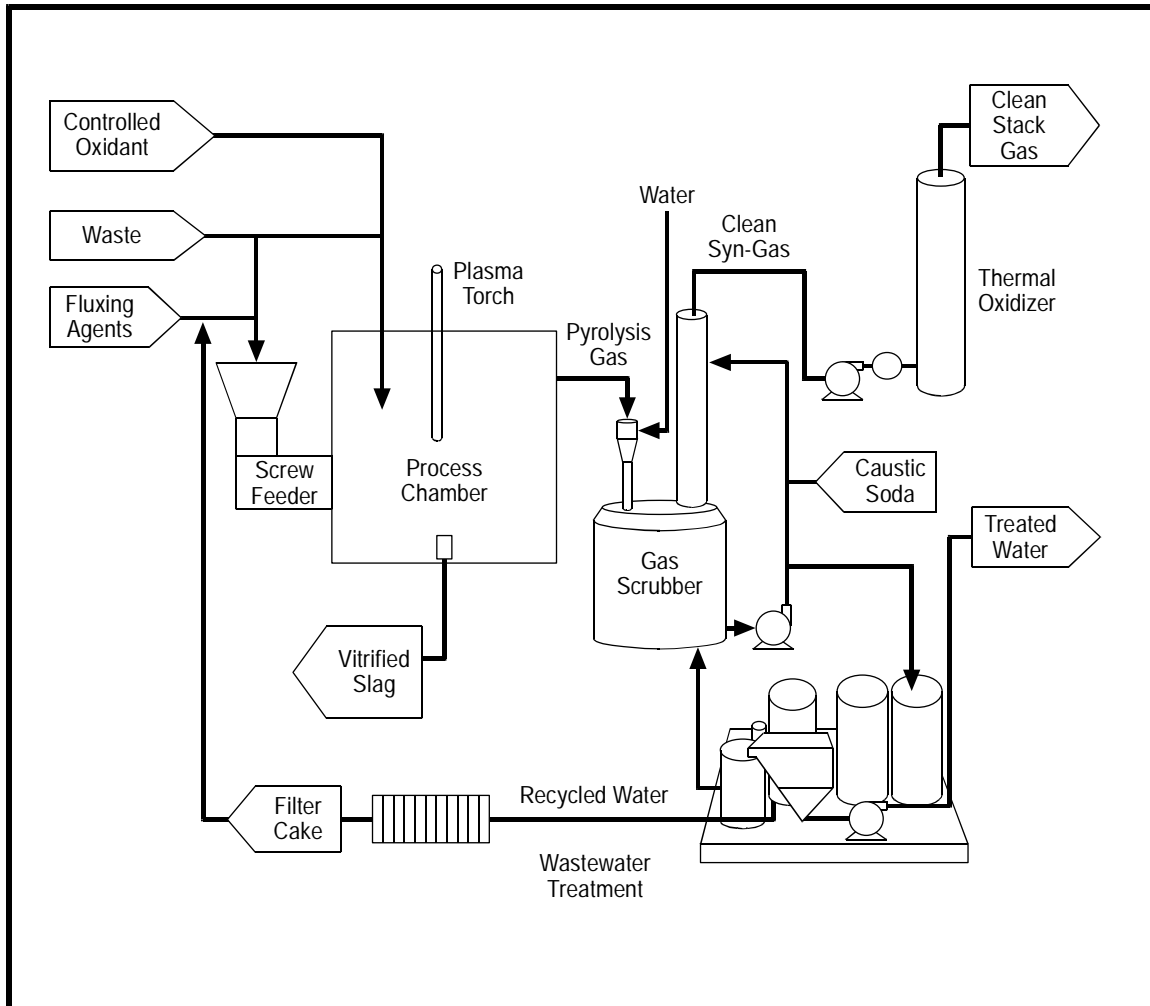 Controlled
Oxidant
Clean
Stack
Gas
Water
Waste
Clean
Syn-Gas
Plasma
Torch
Thermal
Oxidizer
Fluxing
Agents
Pyrolysis
Gas
Screw
Feeder
Process
Chamber
Caustic
Soda
Treated
Water
Gas
Scrubber
Vitrified
Slag
Recycled Water
Filter
Cake
Wastewater
Treatment